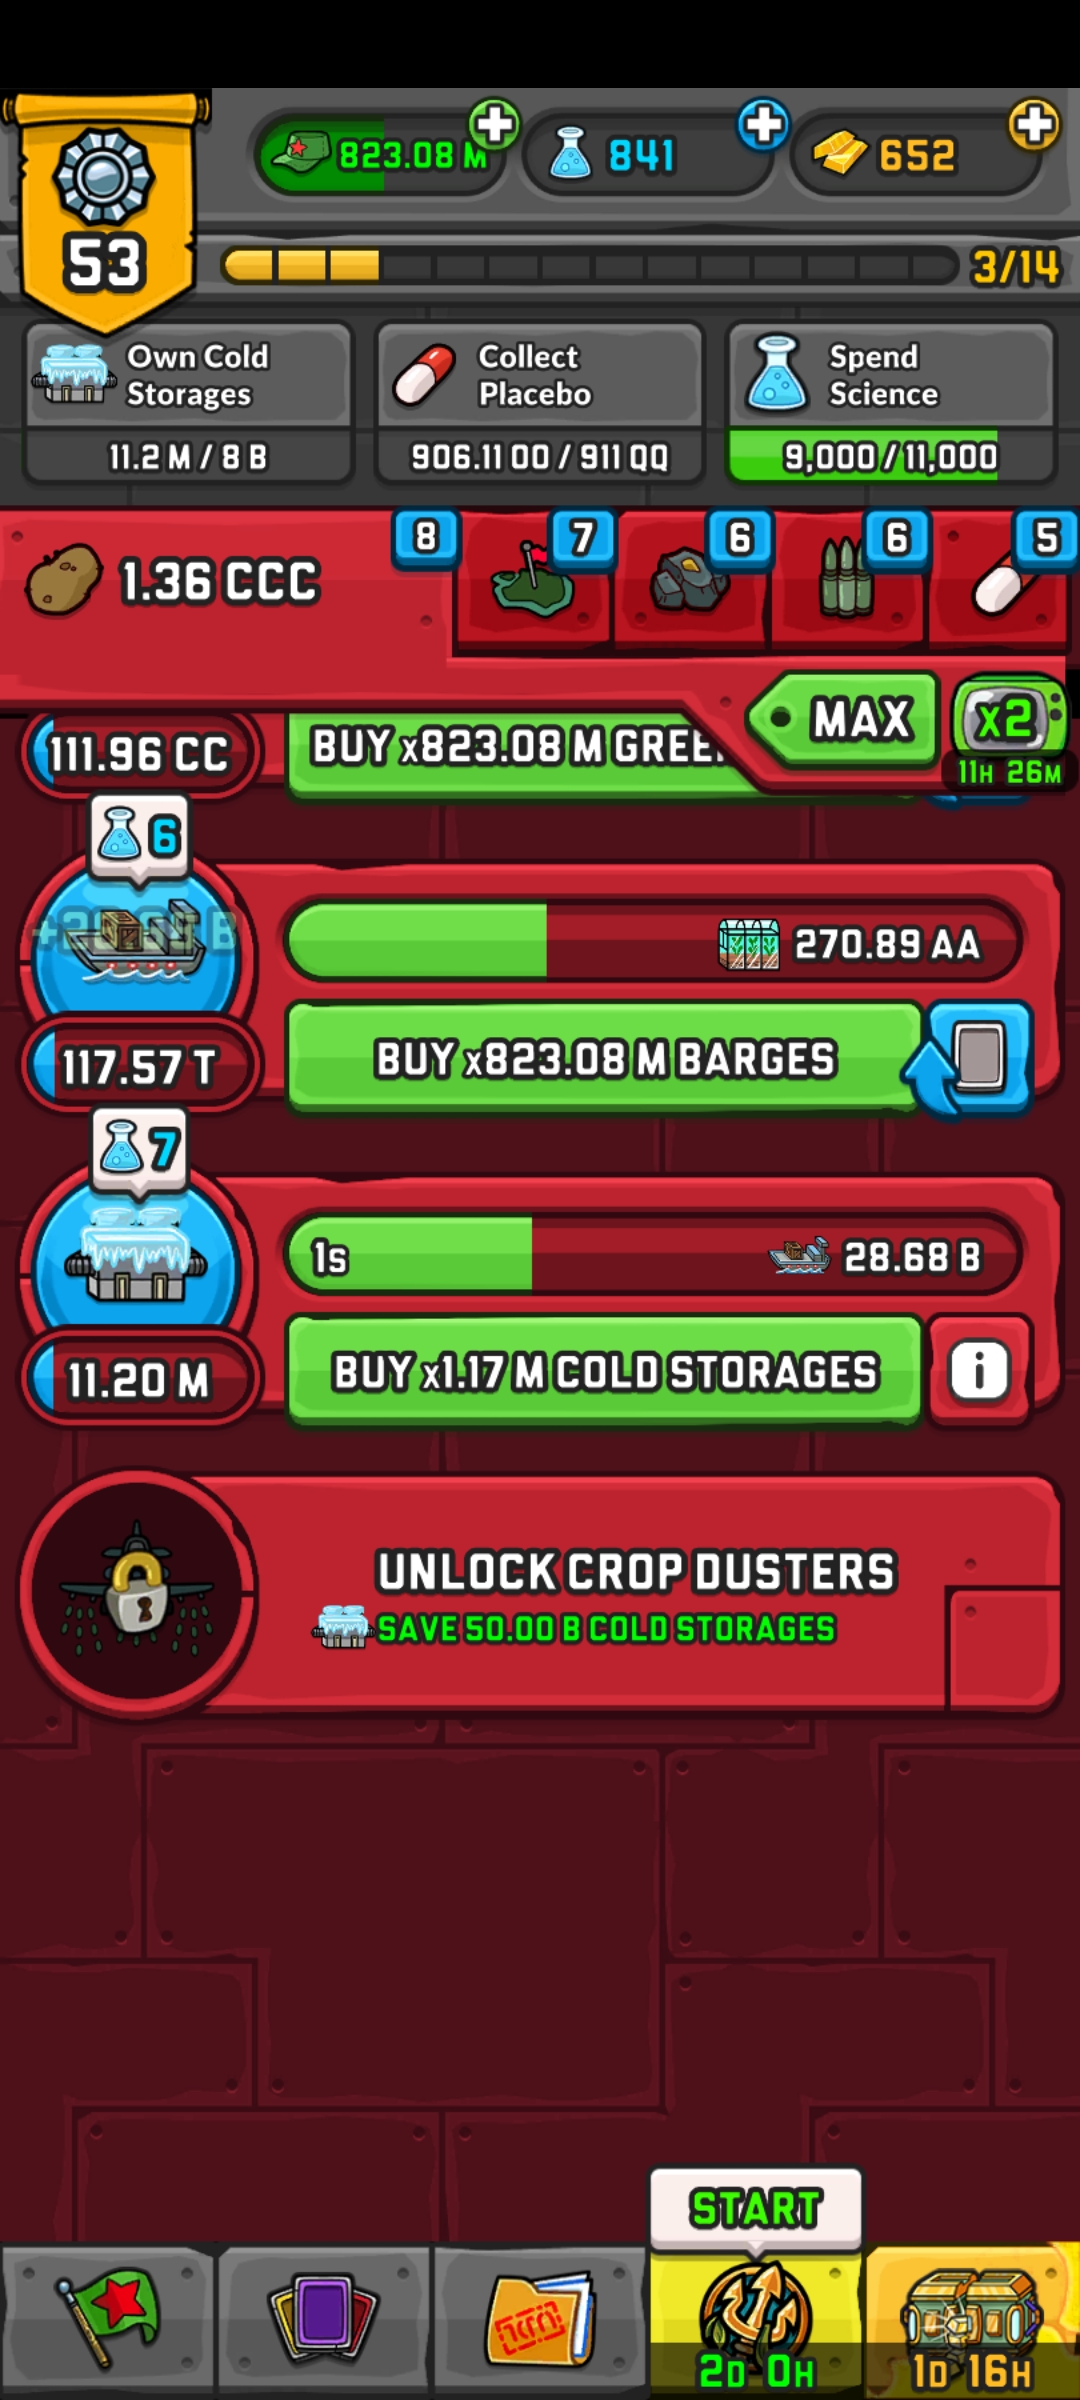 823.08 M
841
652
53
3/14
Own Cold
Storages
11.2 M / 8 B
Collect
Placebo
906.11 OO / 911 QQ
Spend
Science
9,000 / 11,000
1.36 CCC
8
7
6
6
5
MAX
x2
11H 26M
111.96 CC
BUY x823.08 M GREE
6
270.89 AA
117.57 T
BUY x823.08 M BARGES
7
1s
28.68 B
11.20 M
BUY x1.17 M COLD STORAGES
i
UNLOCK CROP DUSTERS
SAVE 50.00 B COLD STORAGES
START
2D 0H
1D 16H